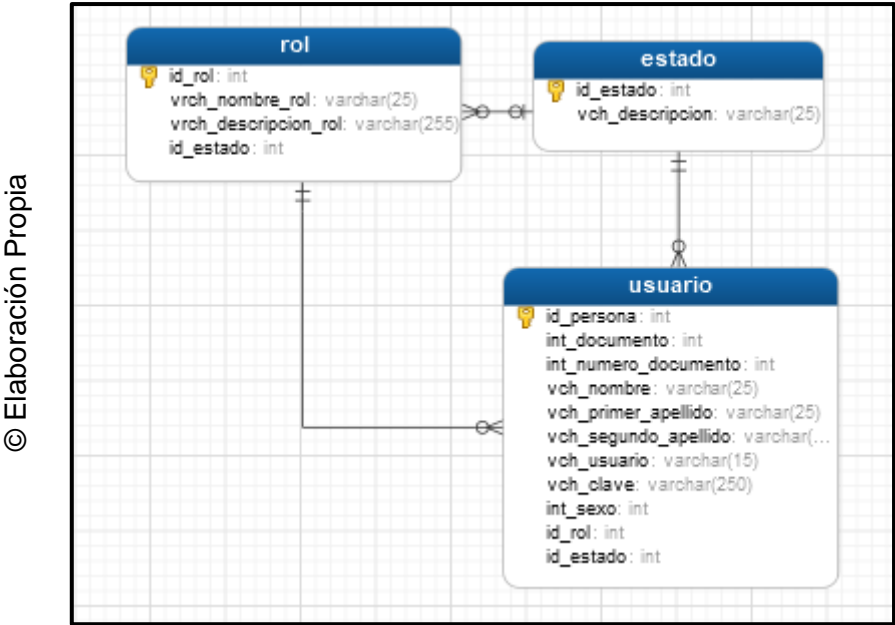 © Elaboración Propia
rol
id_rol: int
vrch_nombre_rol: varchar(25)
vrch_descripcion_rol: varchar(255)
id_estado: int
estado
id_estado: int
vch_descripcion: varchar(25)
usuario
id_persona: int
int_documento: int
int_numero_documento: int
vch_nombre: varchar(25)
vch_primer_apellido: varchar(25)
vch_segundo_apellido: varchar(...
vch_usuario: varchar(15)
vch_clave: varchar(250)
int_sexo: int
id_rol: int
id_estado: int